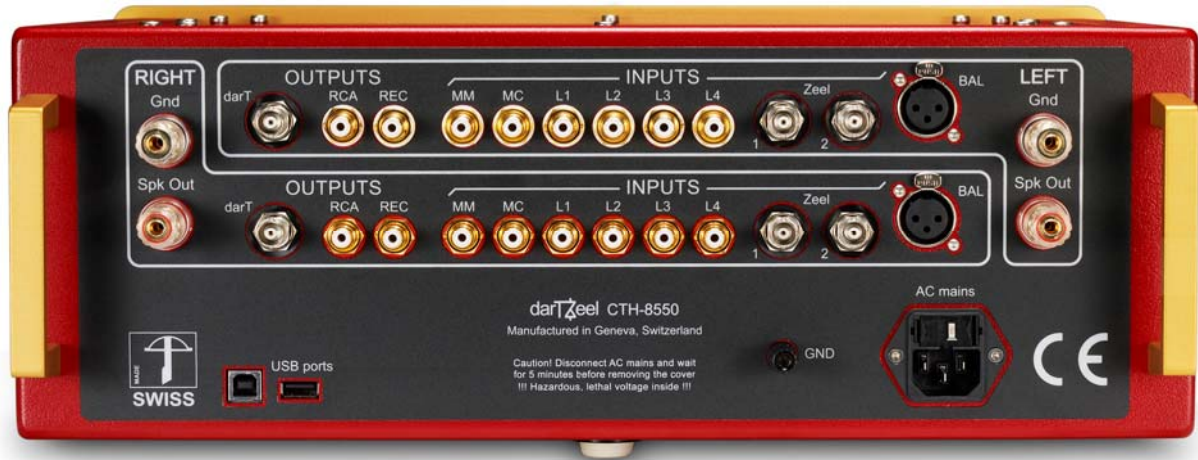 RIGHT
Gnd
Spk Out
OUTPUTS
INPUTS
darT
RCA
REC
MM
MC
L1
L2
L3
L4
Zeel
1
2
PUSH
BAL
LEFT
Gnd
Spk Out
OUTPUTS
INPUTS
darT
RCA
REC
MM
MC
L1
L2
L3
L4
Zeel
1
2
PUSH
BAL
darTZeel CTH-8550
Manufactured in Geneva, Switzerland
Caution! Disconnect AC mains and wait
for 5 minutes before removing the cover
!!! Hazardous, lethal voltage inside !!!
MADE
SWISS
USB ports
GND
AC mains
CE